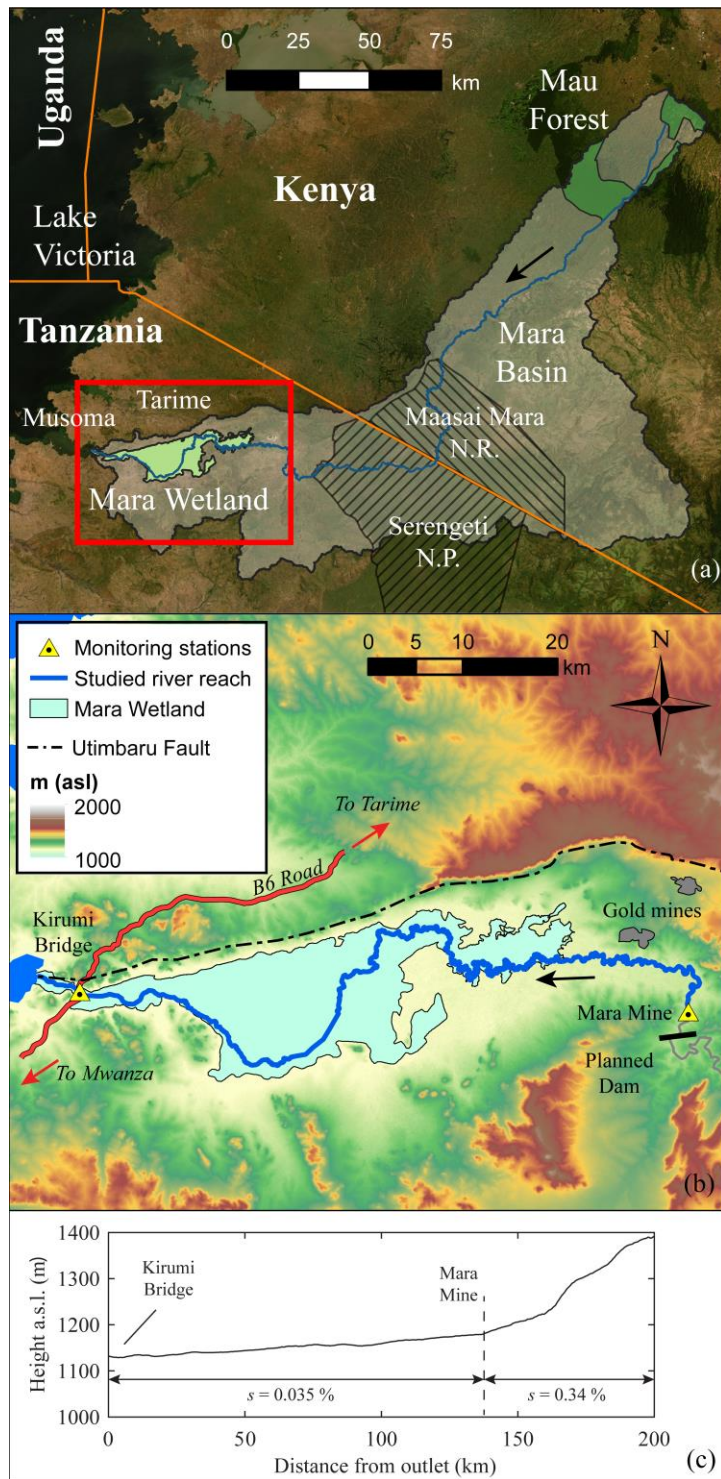 0 25 50 75
km
Uganda
Mau
Forest
Kenya
Lake
Victoria
Tanzania
Mara
Basin
Musoma
Tarime
Maasai Mara
N.R.
Mara Wetland
Serengeti
N.P.
(a)
Monitoring stations
Studied river reach
Mara Wetland
Utimbaru Fault
m (asl)
2000
1000
0 5 10 20
km
N
To Tarime
B6 Road
Kirumi
Bridge
Gold mines
Mara Mine
Planned
Dam
To Mwanza
(b)
1400
1300
1200
1100
1000
Height a.s.l. (m)
Kirumi
Bridge
Mara
Mine
s = 0.035 %
s = 0.34 %
0 50 100 150 200
Distance from outlet (km)
(c)